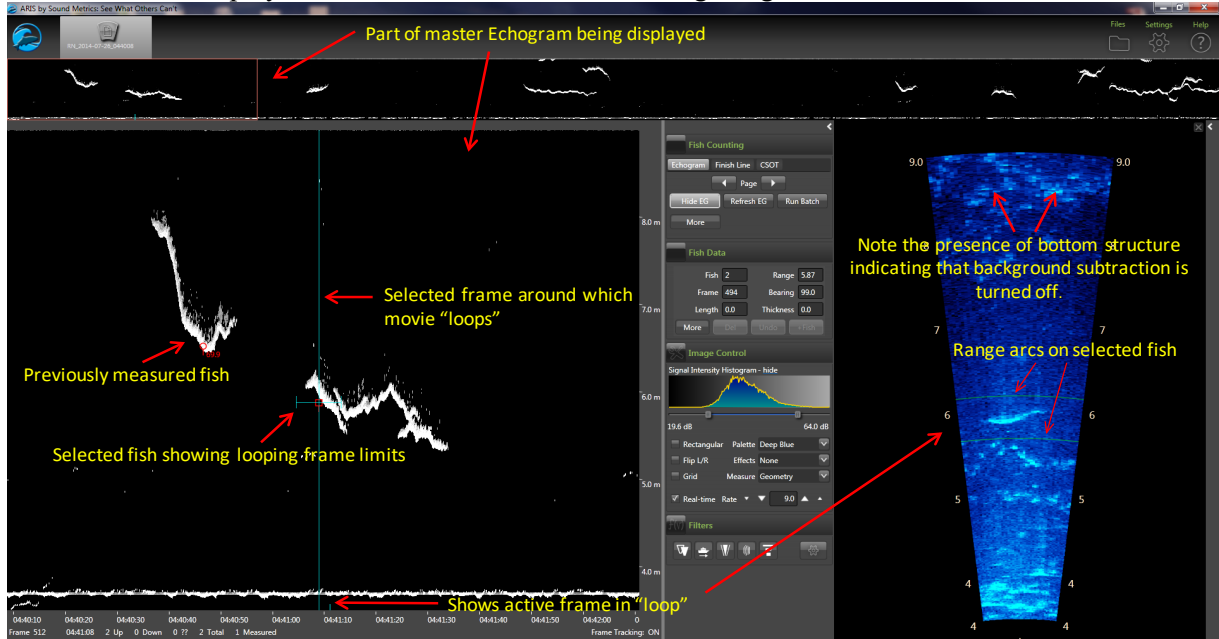 ARIS by Sound Metrics: See What Others Can't
Files
Settings
Help
RN_2014-07-28_044008
Part of master Echogram being displayed
Fish Counting
Echogram
Finish Line
CSOT
Page
Hide EG
Refresh EG
Run Batch
More
Fish Data
Fish 2
Range 5.87
Frame 494
Bearing 99.0
Length 0.0
Thickness 0.0
More
Del
Undo
+Fish
Image Control
Signal Intensity Histogram - hide
19.6 dB
64.0 dB
Rectangular
Palette Deep Blue
Flip L/R
Effects None
Grid
Measure Geometry
Real-time
Rate
9.0
Filters
Selected frame around which
movie "loops"
Previously measured fish
Selected fish showing looping frame limits
Shows active frame in "loop"
8.0 m
7.0 m
6.0 m
5.0 m
4.0 m
04:40:10
04:40:20
04:40:30
04:40:40
04:40:50
04:41:00
04:41:10
04:41:20
04:41:30
04:41:40
04:41:50
04:42:00
0
Frame 512
04:41:08
2 Up
0 Down
0 ??
2 Total
1 Measured
Frame Tracking: ON
9.0
9.0
Note the presence of bottom structure
indicating that background subtraction is
turned off.
7
7
Range arcs on selected fish
6
6
5
5
4
4
4
4